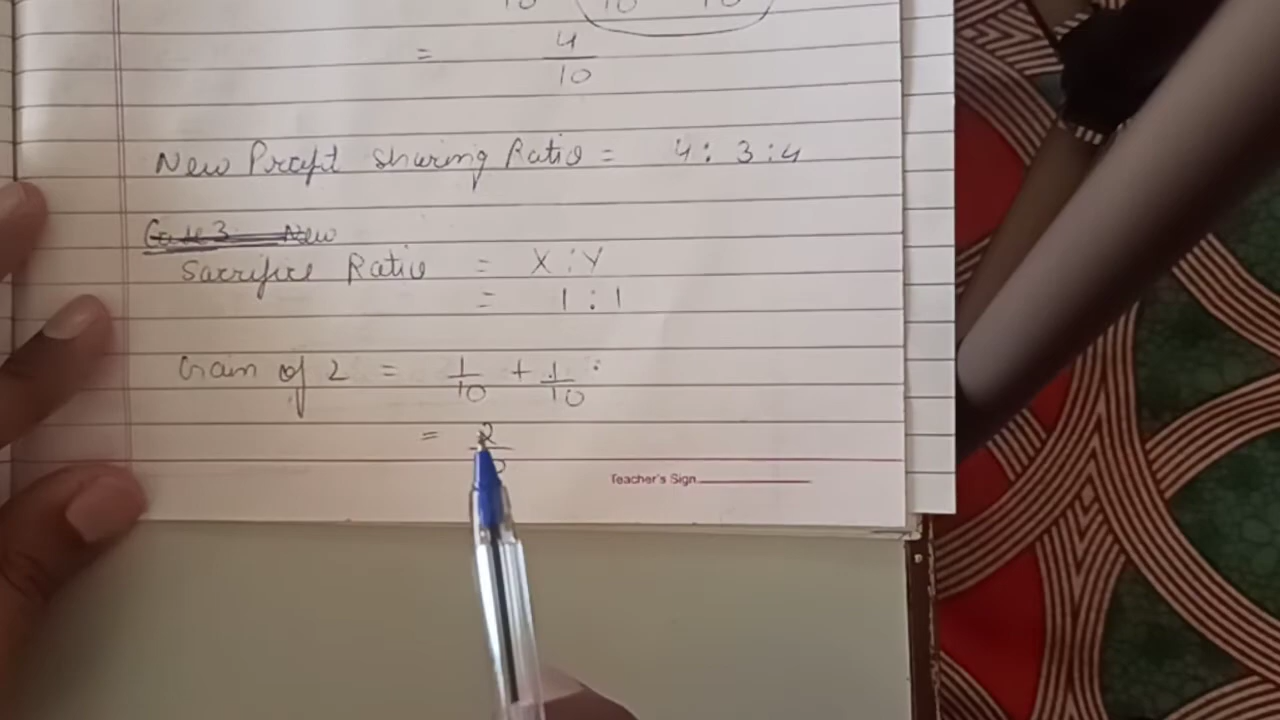 = 4/10
New Profit Sharing Ratio = 4 : 3 : 4
Case 3 New
Sacrifice Ratio = X : Y
= 1 : 1
Gain of Z = 1/10 + 1/10
= 2
Teacher's Sign